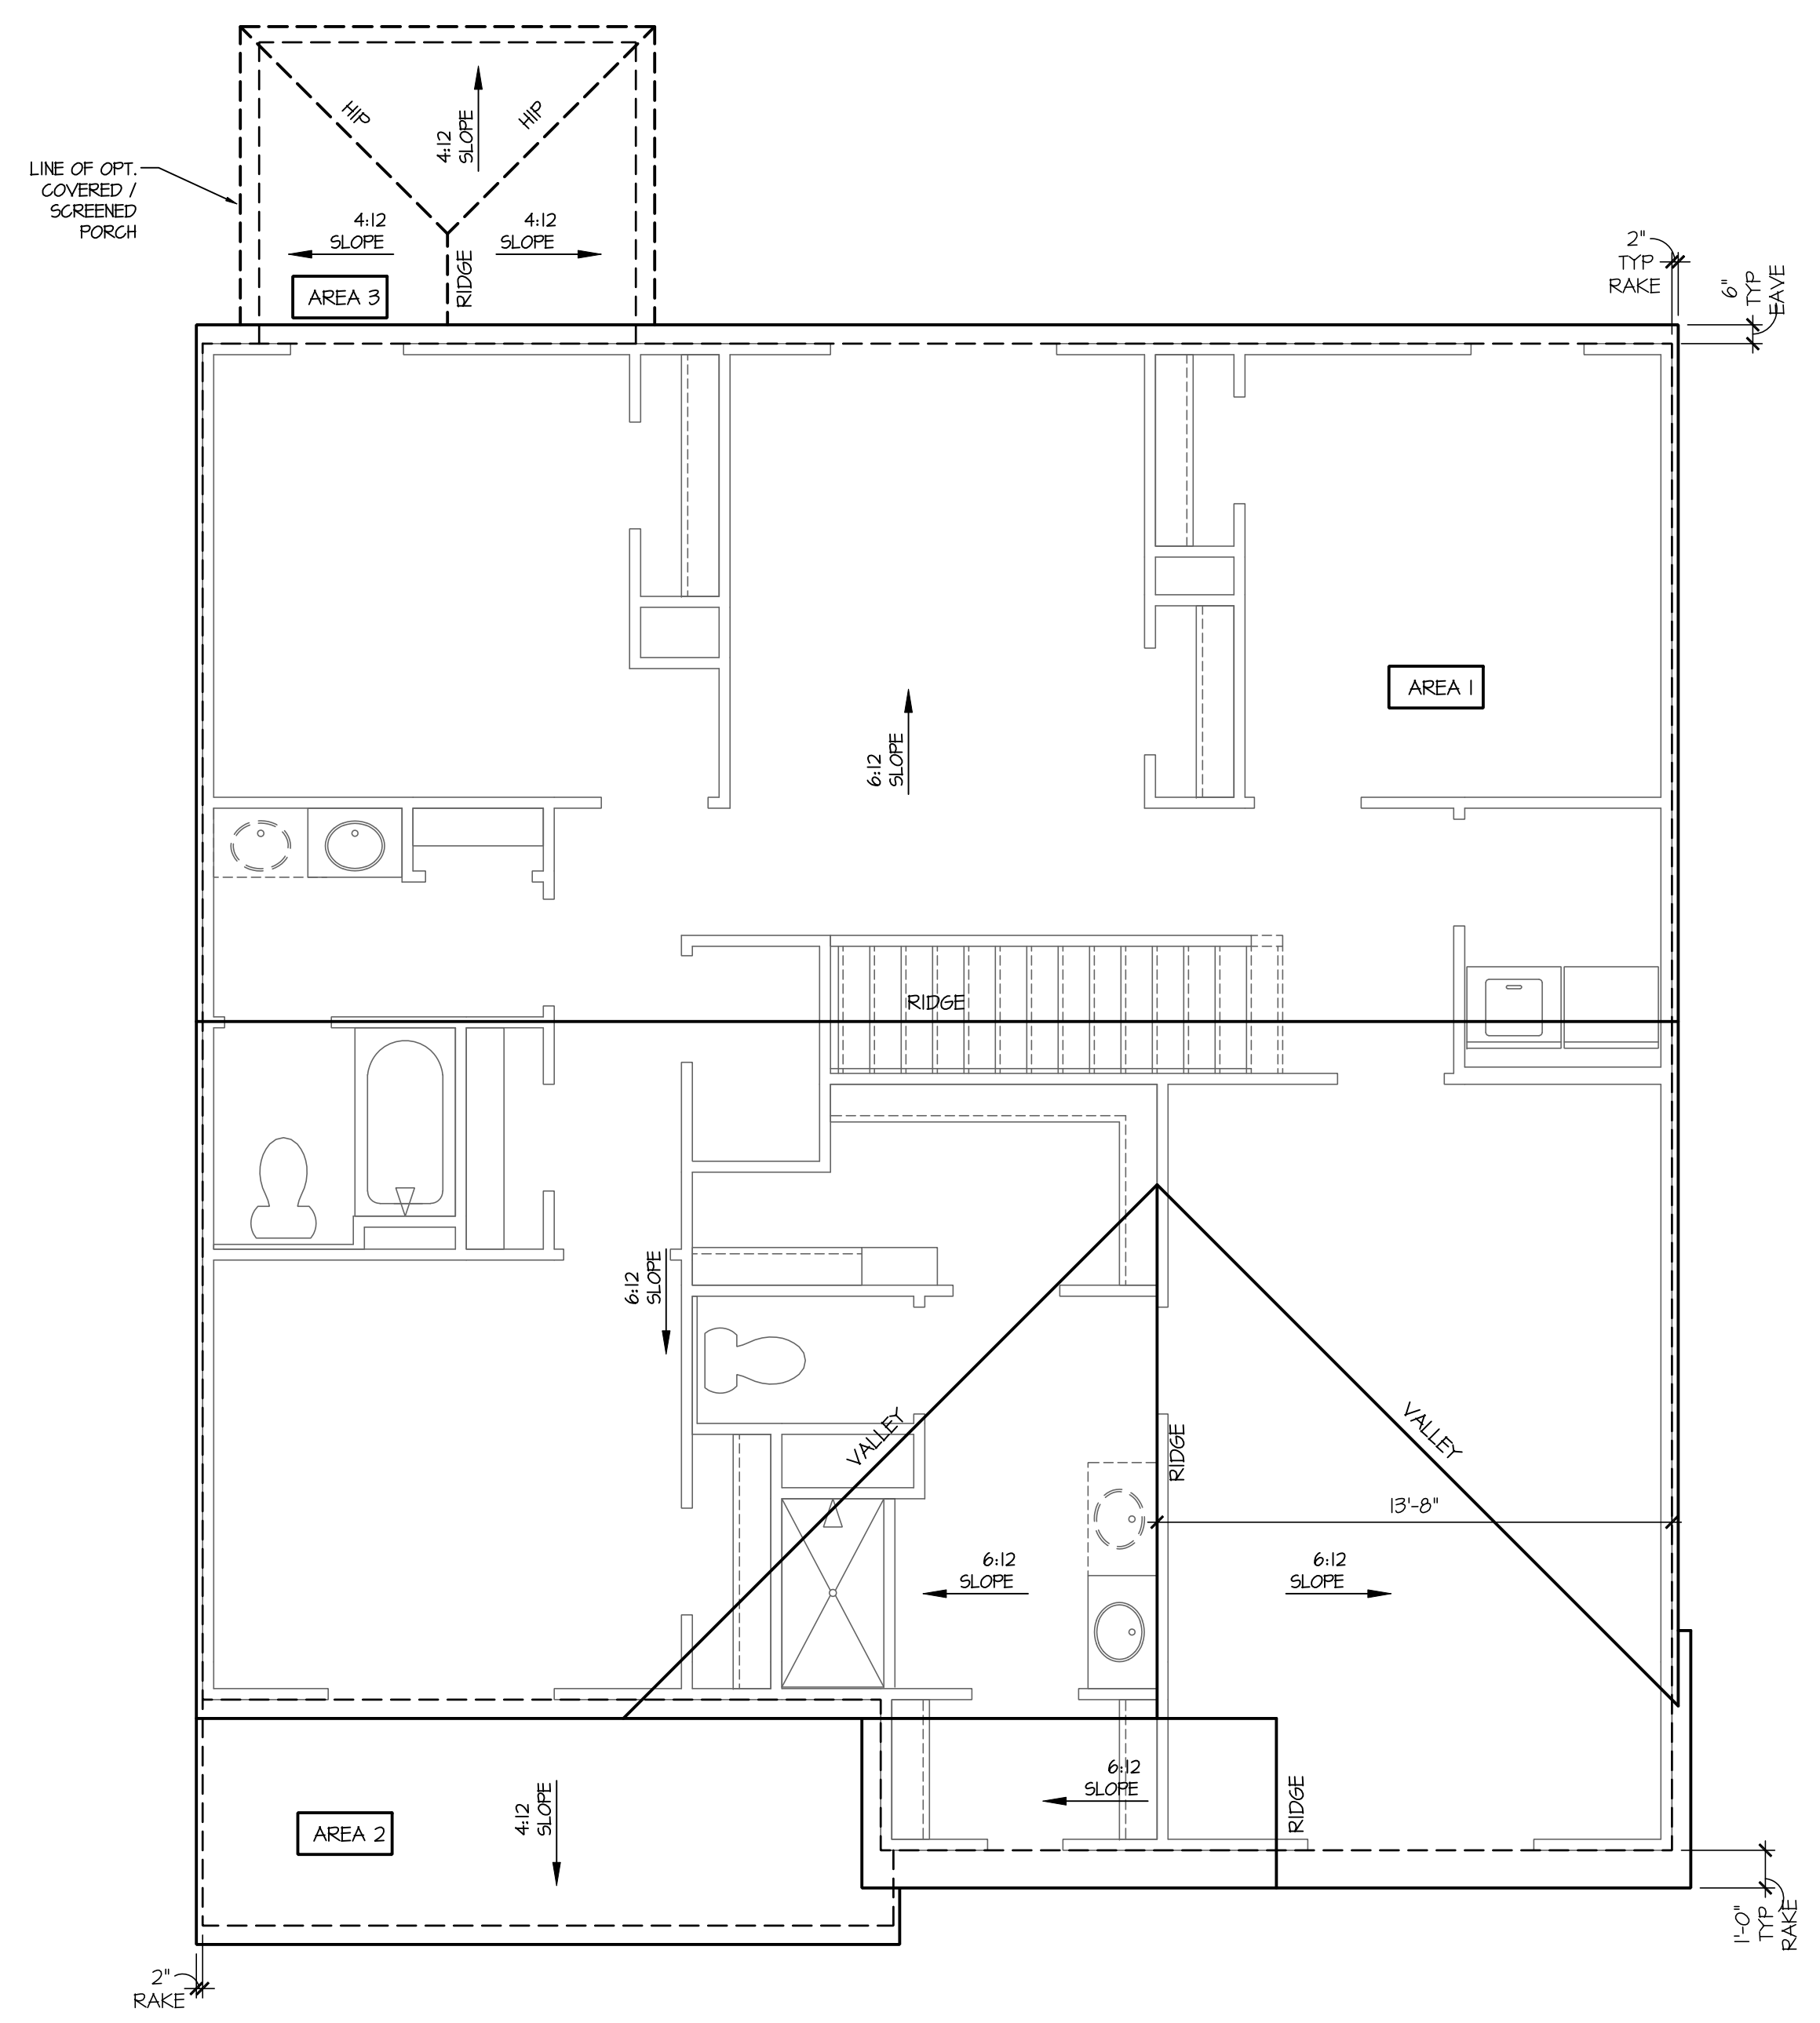 HIP
HIP
4:12
SLOPE
LINE OF OPT.
COVERED /
SCREENED
PORCH
4:12
SLOPE
4:12
SLOPE
RIDGE
AREA 3
2"
TYP
RAKE
6"
TYP
EAVE
AREA 1
6:12
SLOPE
RIDGE
6:12
SLOPE
VALLEY
VALLEY
RIDGE
13'-8"
6:12
SLOPE
6:12
SLOPE
6:12
SLOPE
RIDGE
4:12
SLOPE
AREA 2
1'-0"
TYP
RAKE
2"
RAKE